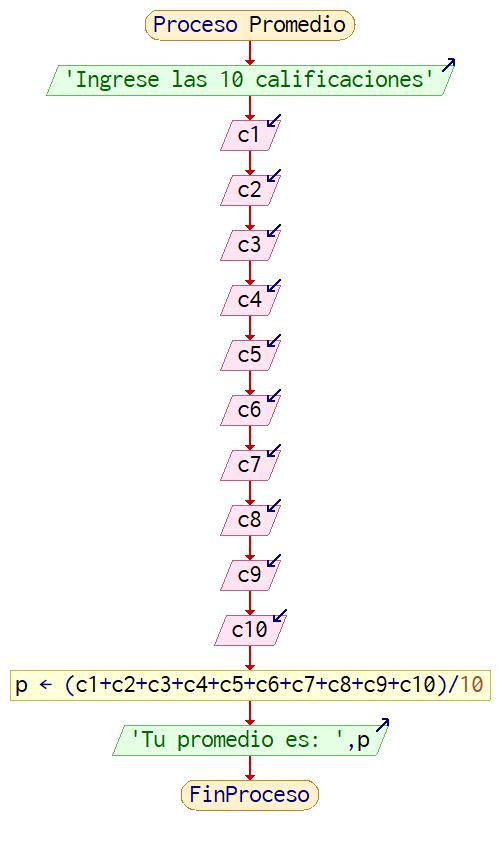 Proceso Promedio
'Ingrese las 10 calificaciones'
c1
c2
c3
c4
c5
c6
c7
c8
c9
c10
p ← (c1+c2+c3+c4+c5+c6+c7+c8+c9+c10)/10
'Tu promedio es: ',p
FinProceso